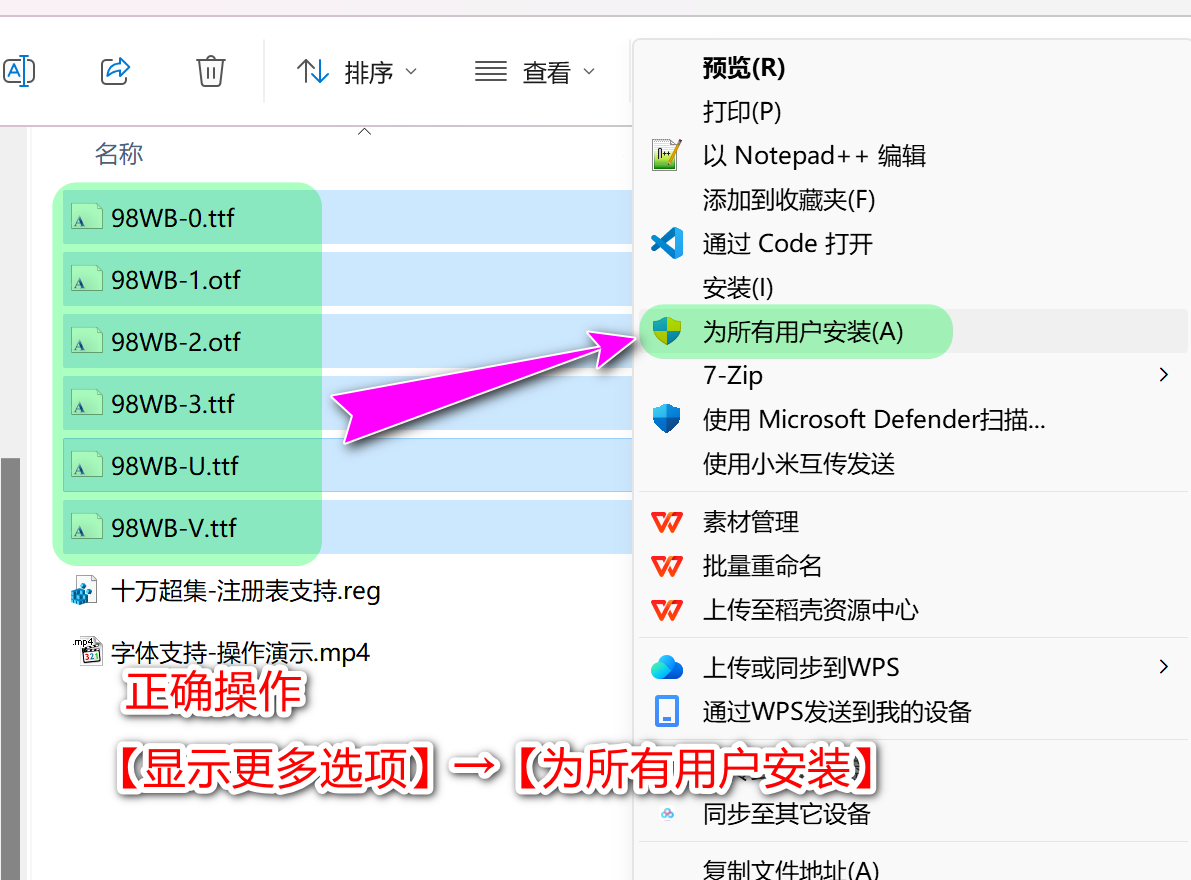 排序
查看
名称
98WB-0.ttf
98WB-1.otf
98WB-2.otf
98WB-3.ttf
98WB-U.ttf
98WB-V.ttf
十万超集-注册表支持.reg
字体支持-操作演示.mp4
正确操作
【显示更多选项】→【为所有用户安装】
预览(R)
打印(P)
以 Notepad++ 编辑
添加到收藏夹(F)
通过 Code 打开
安装(I)
为所有用户安装(A)
7-Zip
使用 Microsoft Defender扫描...
使用小米互传发送
素材管理
批量重命名
上传至稻壳资源中心
上传或同步到WPS
通过WPS发送到我的设备
同步至其它设备
复制文件地址(A)